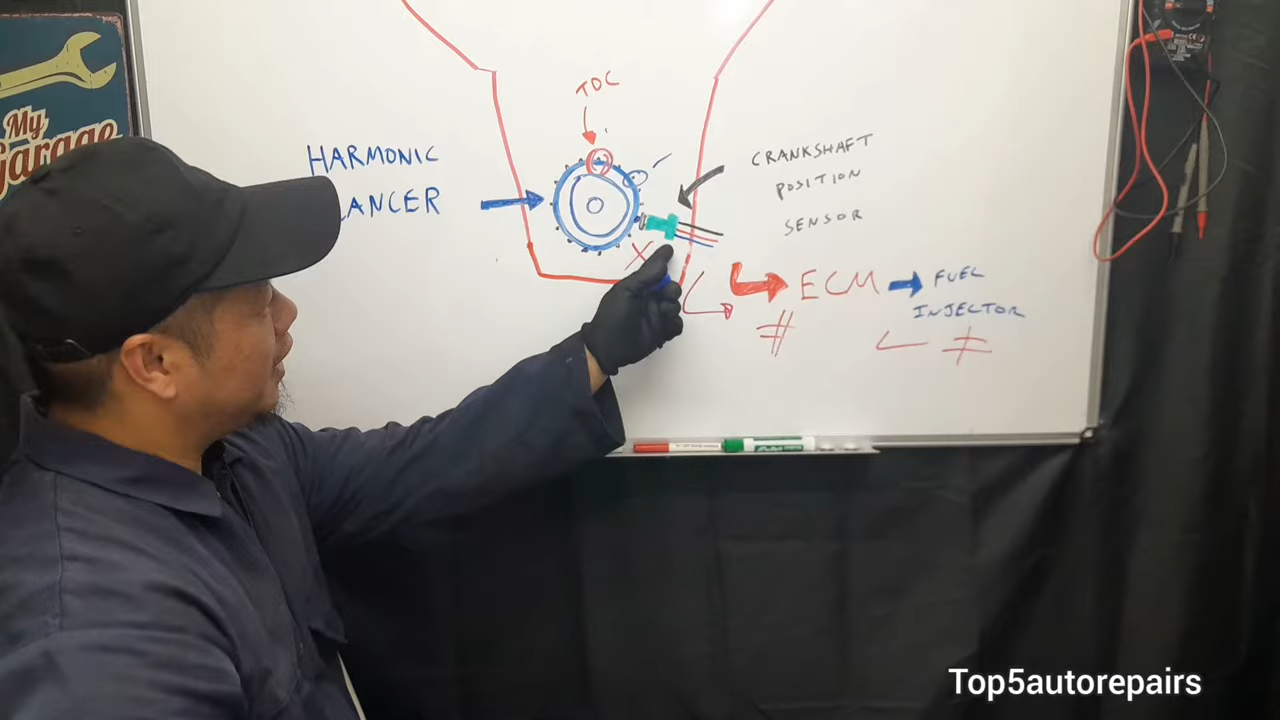 My
Garage
TDC
HARMONIC
LANCER
CRANKSHAFT
POSITION
SENSOR
ECM
FUEL
INJECTOR
Top5autorepairs